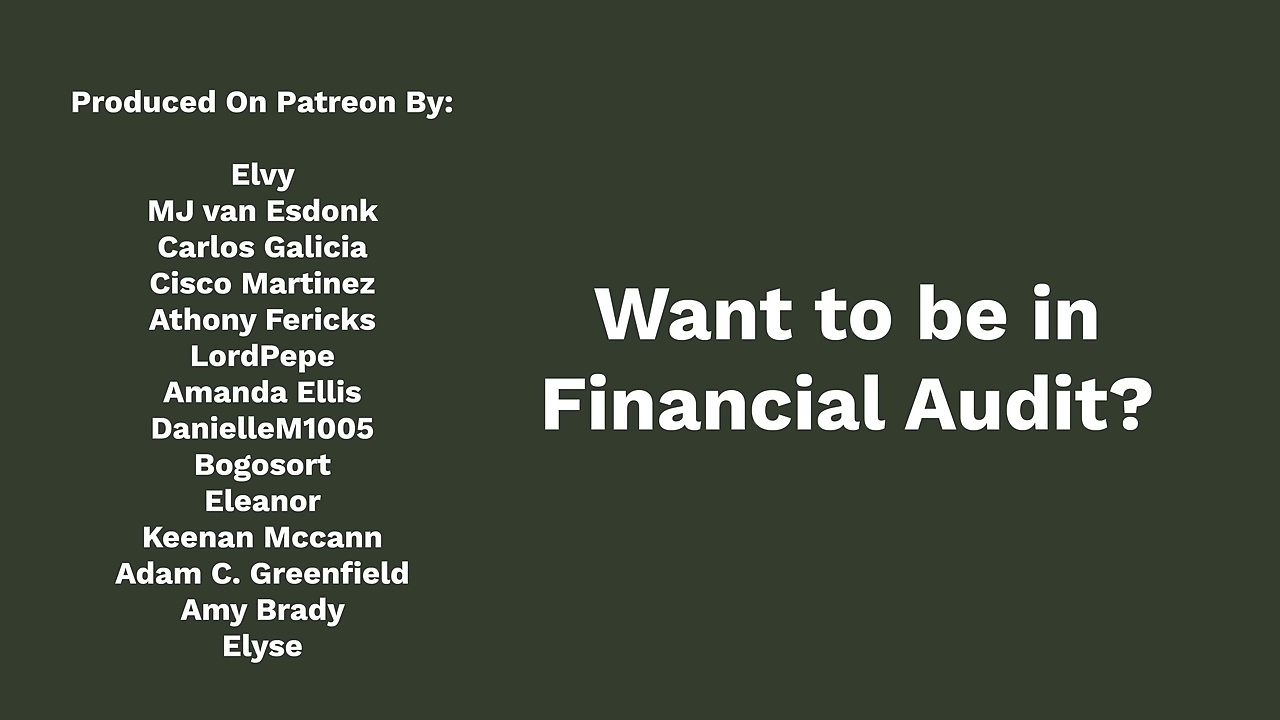 Produced On Patreon By:
Elvy
MJ van Esdonk
Carlos Galicia
Cisco Martinez
Athony Fericks
LordPepe
Amanda Ellis
DanielleM1005
Bogosort
Eleanor
Keenan Mccann
Adam C. Greenfield
Amy Brady
Elyse
Want to be in
Financial Audit?